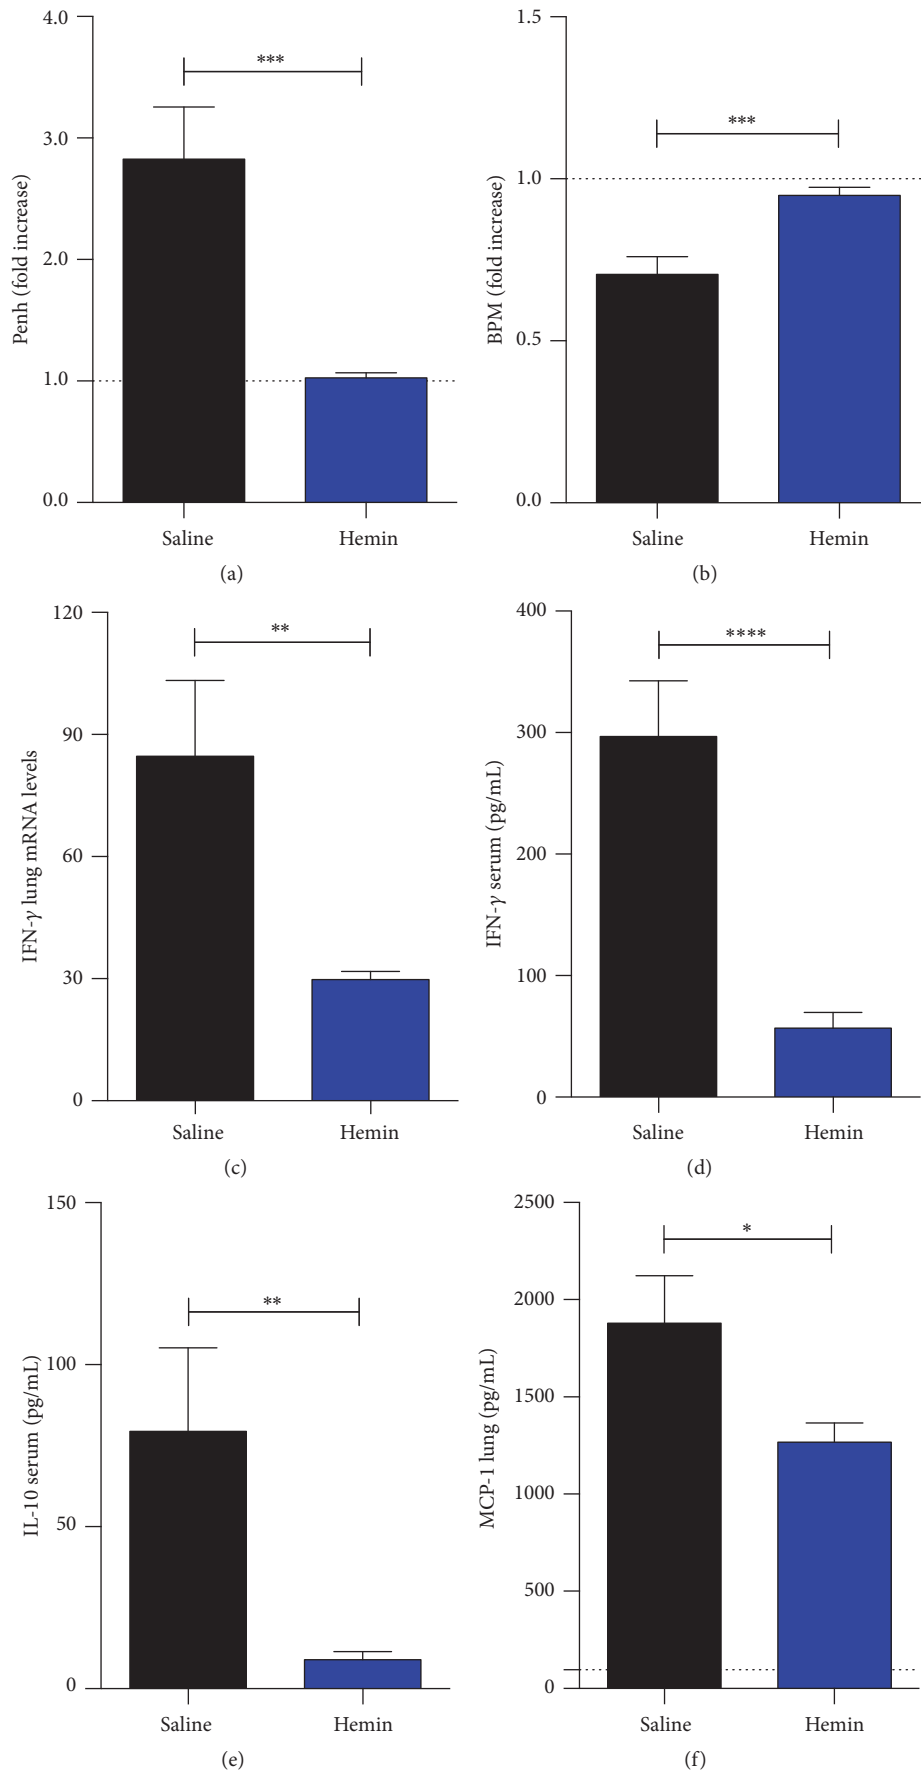 4.0
3.0
2.0
1.0
0.0
Penh (fold increase)
***
Saline
Hemin
(a)
1.5
1.0
0.5
0.0
BPM (fold increase)
***
Saline
Hemin
(b)
120
90
60
30
0
IFN-γ lung mRNA levels
**
Saline
Hemin
(c)
400
300
200
100
0
IFN-γ serum (pg/mL)
****
Saline
Hemin
(d)
150
100
50
0
IL-10 serum (pg/mL)
**
Saline
Hemin
(e)
2500
2000
1500
1000
500
0
MCP-1 lung (pg/mL)
*
Saline
Hemin
(f)